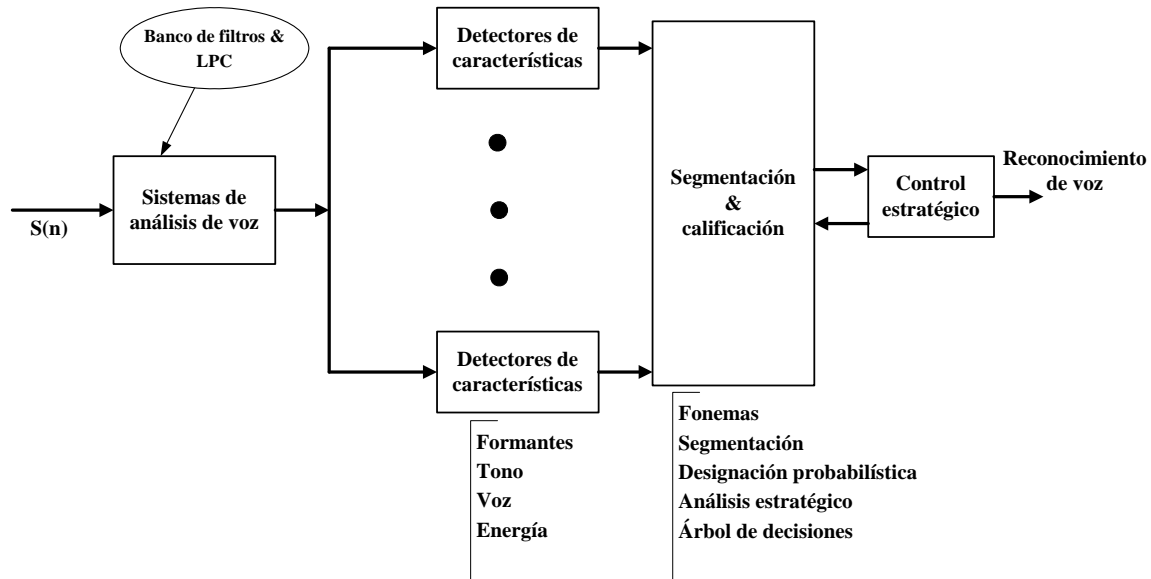 Banco de filtros &
LPC
S(n)
Sistemas de
análisis de voz
Detectores de
características
Detectores de
características
Formantes
Tono
Voz
Energía
Segmentación
&
calificación
Fonemas
Segmentación
Designación probabilística
Análisis estratégico
Árbol de decisiones
Control
estratégico
Reconocimiento
de voz